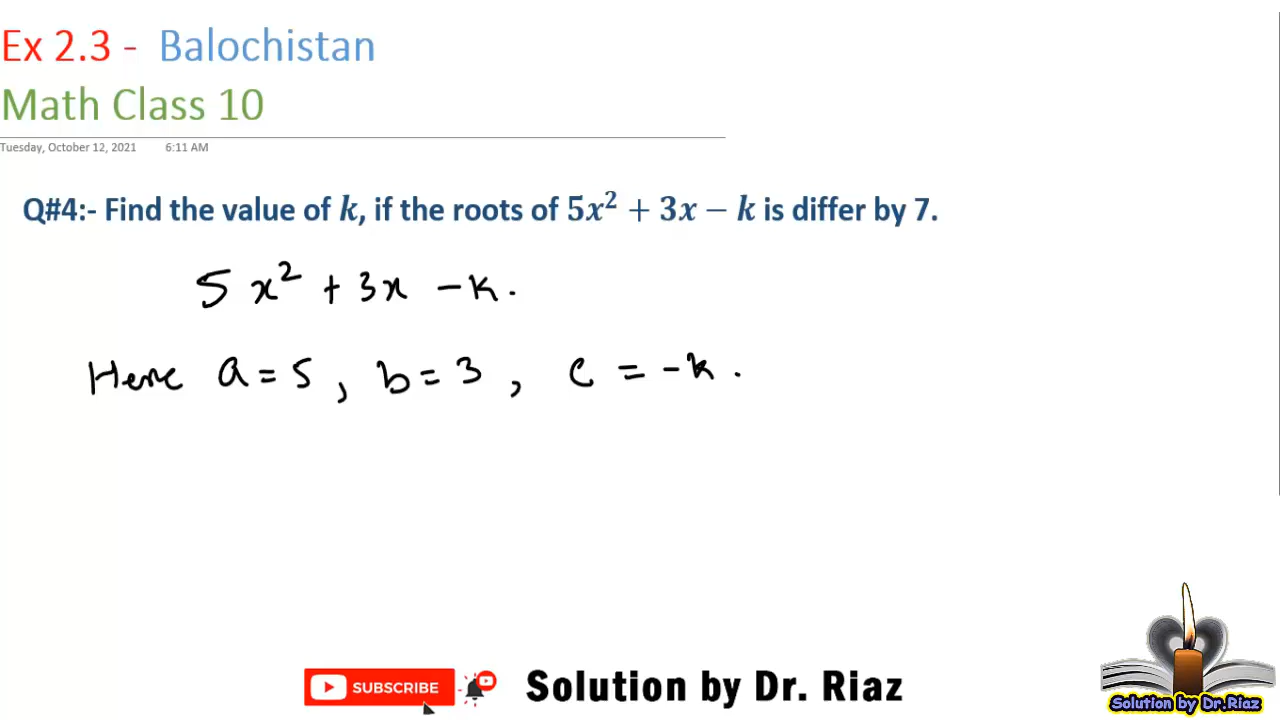 Ex 2.3 - Balochistan
Math Class 10
Tuesday, October 12, 2021 6:11 AM
Q#4:- Find the value of k, if the roots of 5x² + 3x − k is differ by 7.
5x² + 3x − k.
Here a = 5, b = 3, c = −k.
SUBSCRIBE
Solution by Dr. Riaz
Solution by Dr.Riaz